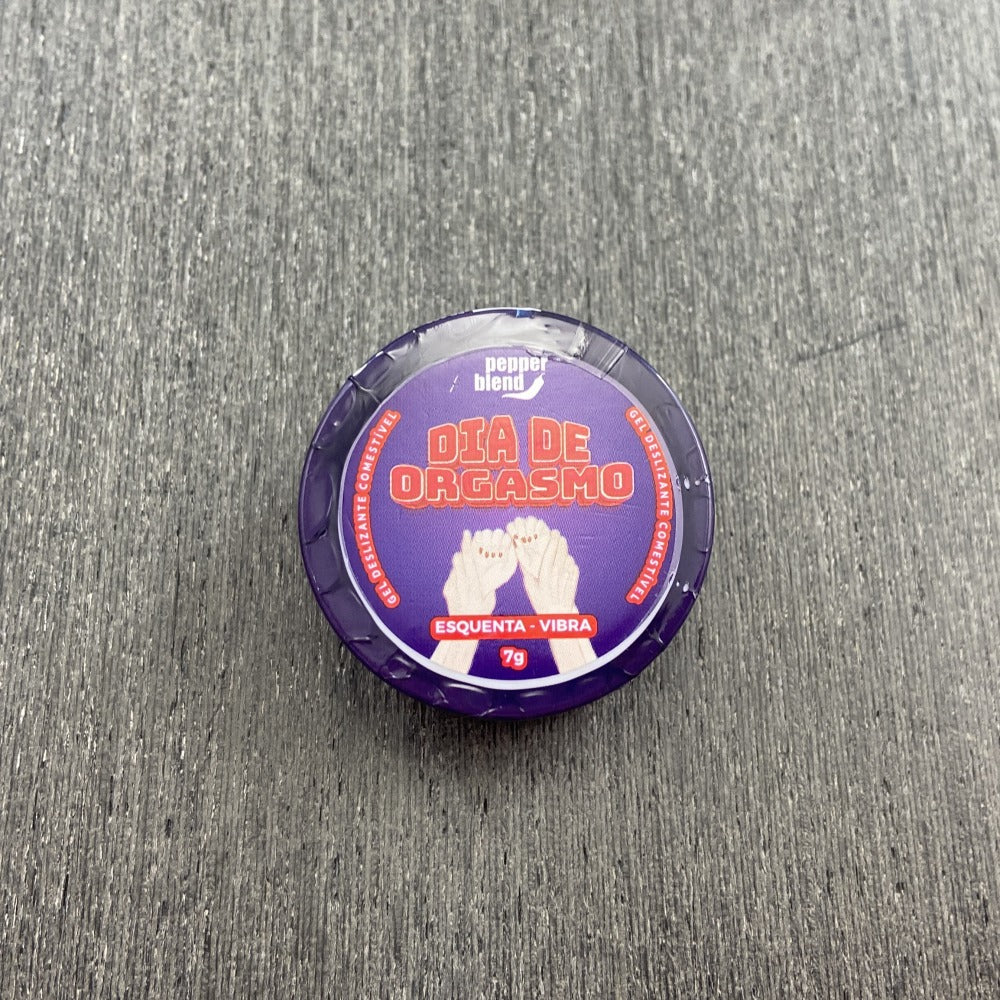 pepper
blend
DIA DE
ORGASMO
GEL DESLIZANTE COMESTÍVEL
GEL DESLIZANTE COMESTÍVEL
ESQUENTA - VIBRA
7g